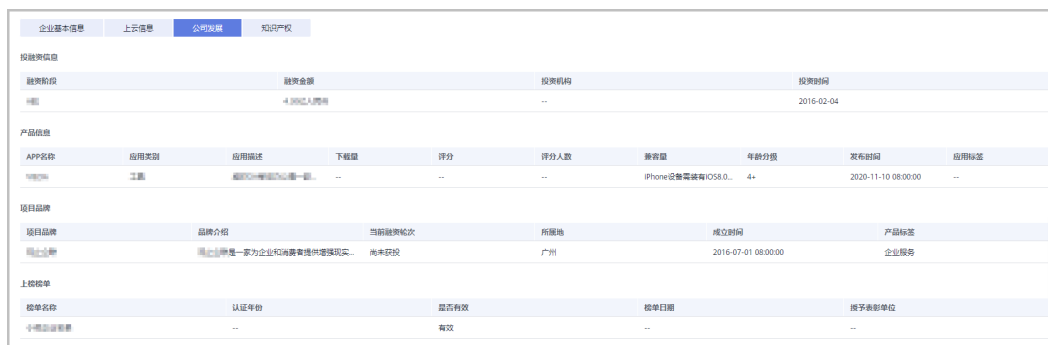 企业基本信息 上云信息 公司发展 知识产权
投融资信息
融资阶段 融资金额 投资机构 投资时间
-- 2016-02-04
产品信息
APP名称 应用类别 应用描述 下载量 评分 评分人数 兼容量 年龄分级 发布时间 应用标签
工具 -- -- -- iPhone设备需装有iOS8.0... 4+ 2020-11-10 08:00:00 --
项目品牌
项目品牌 品牌介绍 当前融资轮次 所属地 成立时间 产品标签
是一家为企业和消费者提供增强现实... 尚未获投 广州 2016-07-01 08:00:00 企业服务
上榜榜单
榜单名称 认证年份 是否有效 榜单日期 授予表彰单位
-- 有效 -- --